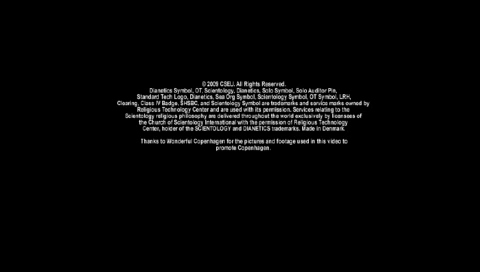 © 2009 CSEU. All Rights Reserved.
Dianetics Symbol, OT, Scientology, Dianetics, Solo Symbol, Solo Auditor Pin,
Standard Tech Logo, Dianetics, Sea Org Symbol, Scientology Symbol, OT Symbol, LRH,
Clearing, Class IV Badge, SHSBC, and Scientology Symbol are trademarks and service marks owned by
Religious Technology Center and are used with its permission. Services relating to the
Scientology religious philosophy are delivered throughout the world exclusively by licensees of
the Church of Scientology International with the permission of Religious Technology
Center, holder of the SCIENTOLOGY and DIANETICS trademarks. Made in Denmark.
Thanks to Wonderful Copenhagen for the pictures and footage used in this video to
promote Copenhagen.